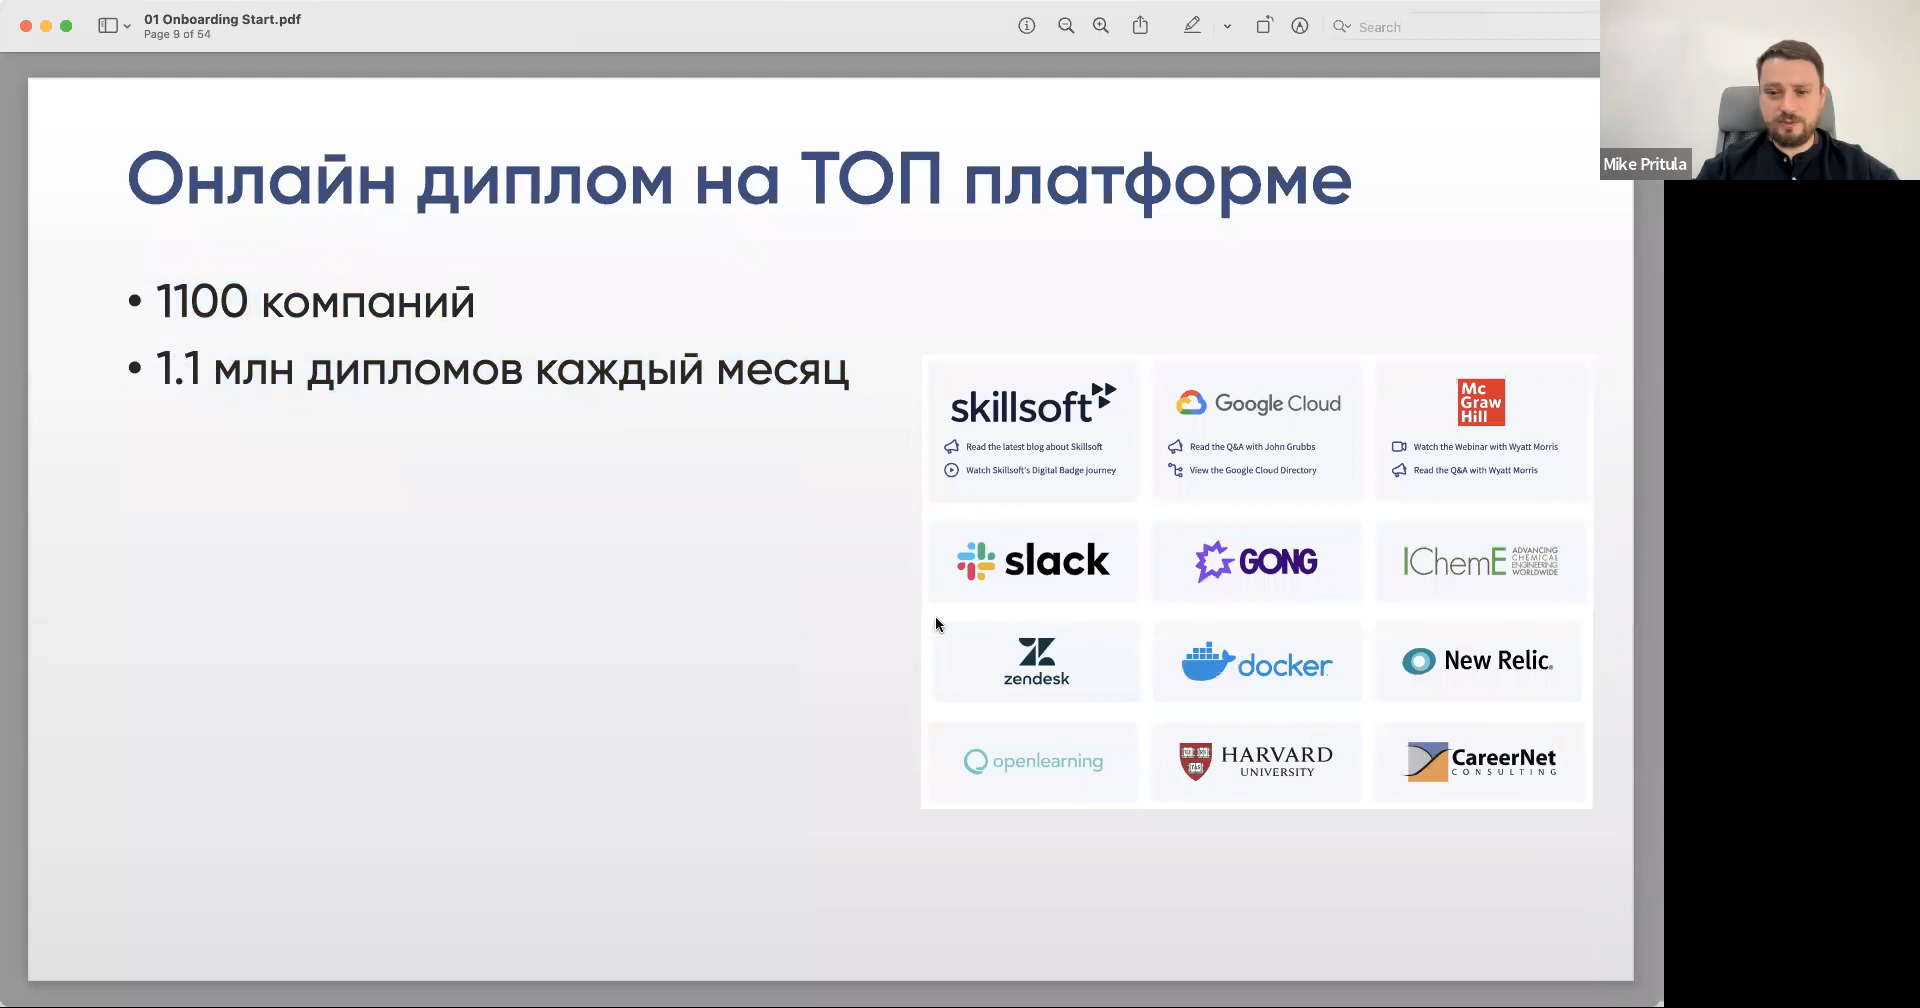 01 Onboarding Start.pdf
Page 9 of 54
Search
Mike Pritula
Онлайн диплом на ТОП платформе
• 1100 компаний
• 1.1 млн дипломов каждый месяц
skillsoft
Read the latest blog about Skillsoft
Watch Skillsoft's Digital Badge journey
Google Cloud
Read the Q&A with John Grubbs
View the Google Cloud Directory
Mc
Graw
Hill
Watch the Webinar with Wyatt Morris
Read the Q&A with Wyatt Morris
slack
GONG
IChemE
ADVANCING
CHEMICAL
ENGINEERING
WORLDWIDE
zendesk
docker
New Relic.
openlearning
HARVARD
UNIVERSITY
CareerNet
CONSULTING